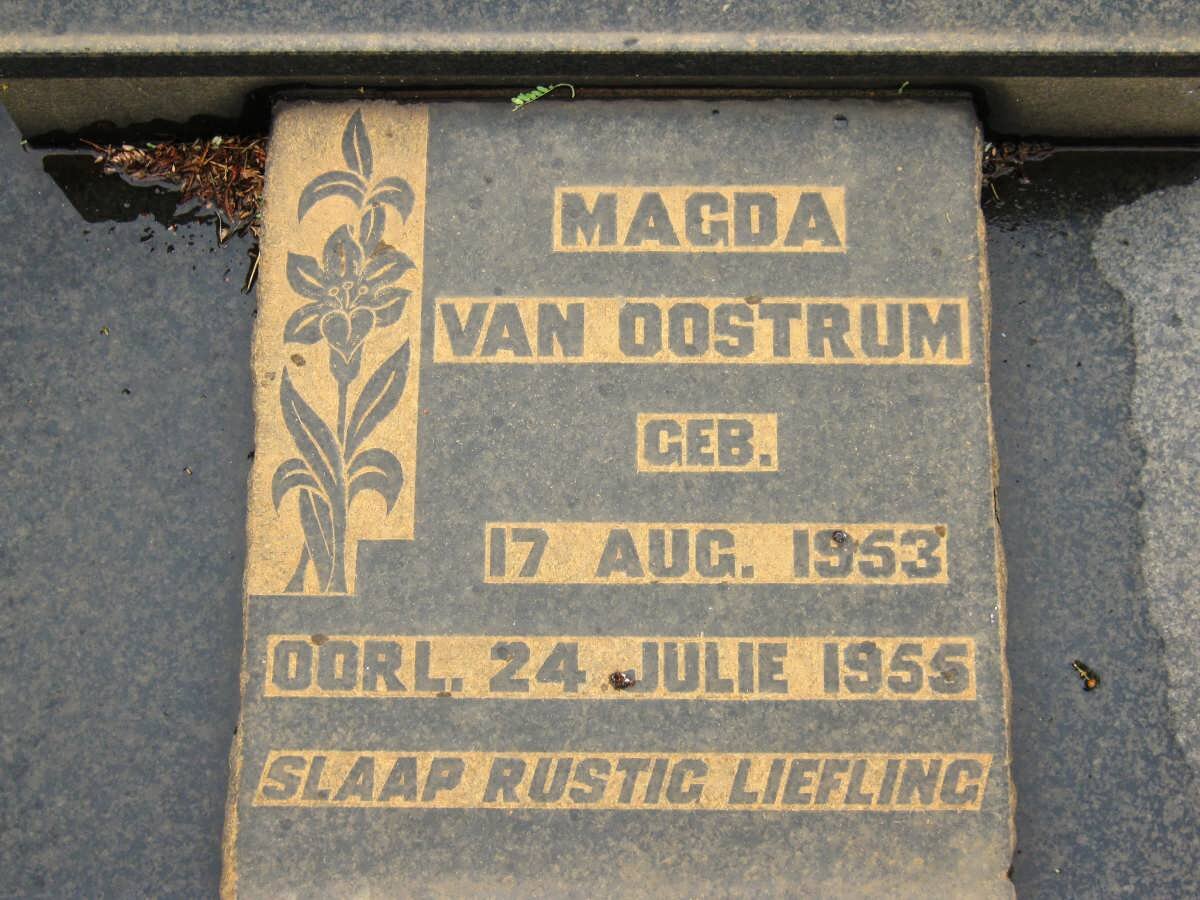 MAGDA
VAN OOSTRUM
GEB.
17 AUG. 1953
OORL. 24 JULIE 1955
SLAAP RUSTIG LIEFLING